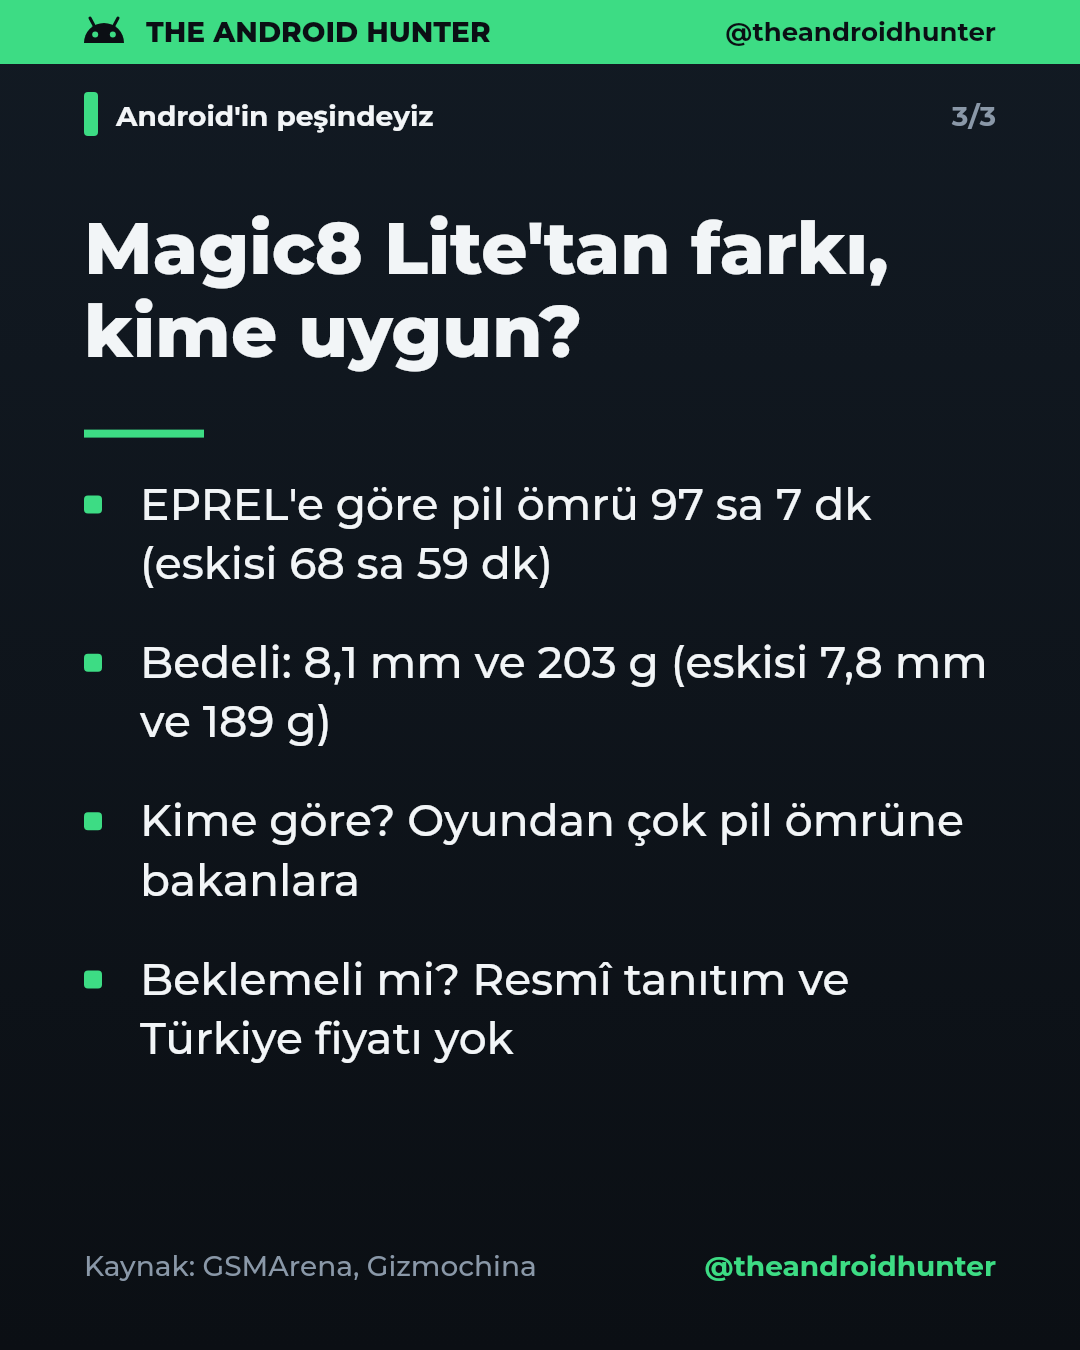 THE ANDROID HUNTER
@theandroidhunter
Android'in peşindeyiz
3/3
Magic8 Lite'tan farkı,
kime uygun?
EPREL'e göre pil ömrü 97 sa 7 dk
(eskisi 68 sa 59 dk)
Bedeli: 8,1 mm ve 203 g (eskisi 7,8 mm
ve 189 g)
Kime göre? Oyundan çok pil ömrüne
bakanlara
Beklemeli mi? Resmî tanıtım ve
Türkiye fiyatı yok
Kaynak: GSMArena, Gizmochina
@theandroidhunter